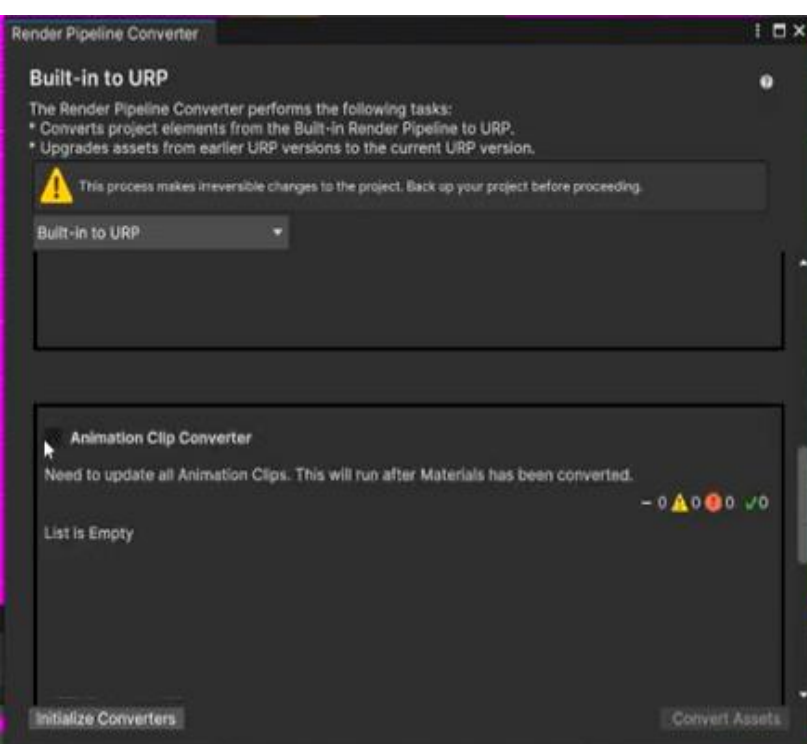 Render Pipeline Converter
Built-in to URP
The Render Pipeline Converter performs the following tasks:
* Converts project elements from the Built-in Render Pipeline to URP.
* Upgrades assets from earlier URP versions to the current URP version.
This process makes irreversible changes to the project. Back up your project before proceeding.
Built-in to URP
Animation Clip Converter
Need to update all Animation Clips. This will run after Materials has been converted.
0 0 0 0
List is Empty
Initialize Converters
Convert Assets